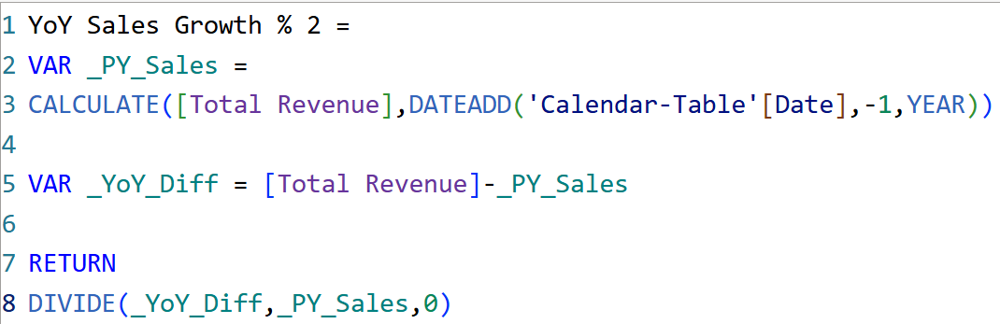 1 YoY Sales Growth % 2 =
2 VAR _PY_Sales =
3 CALCULATE([Total Revenue],DATEADD('Calendar-Table'[Date],-1,YEAR))
4
5 VAR _YoY_Diff = [Total Revenue]-_PY_Sales
6
7 RETURN
8 DIVIDE(_YoY_Diff,_PY_Sales,0)